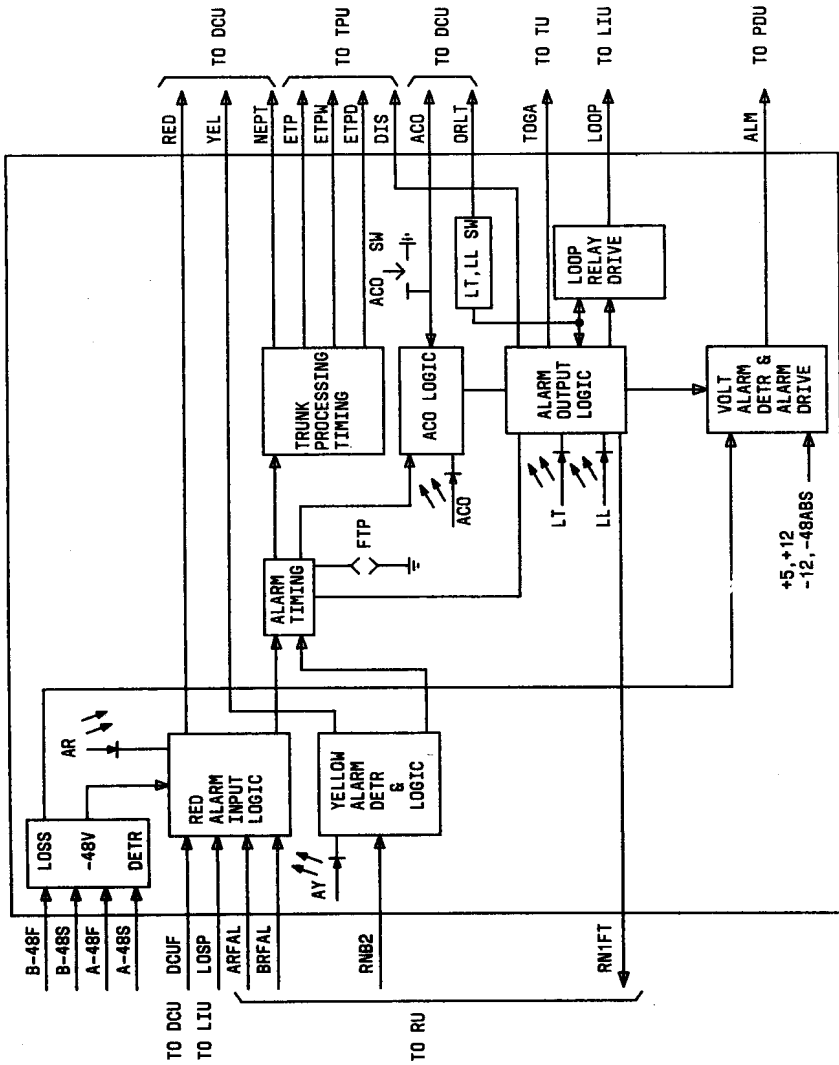 B-48F
B-48S
A-48F
A-48S
LOSS
-48V
DETR
TO DCU DCUF
TO LIU LOSP
ARFAL
BRFAL
RNB2
RN1FT
TO RU
AR
RED
ALARM
INPUT
LOGIC
AY
YELLOW
ALARM
DETR
&
LOGIC
ALARM
TIMING
FTP
TRUNK
PROCESSING
TIMING
ACO LOGIC
ACO
ACO SW
LT,LL SW
ALARM
OUTPUT
LOGIC
LT
LL
LOOP
RELAY
DRIVE
VOLT
ALARM
DETR &
ALARM
DRIVE
+5,+12
-12,-48ABS
RED
YEL
NEPT
TO DCU
ETP
ETPW
ETPD
DIS
TO TPU
ACO
ORLT
TO DCU
TOGA
TO TU
LOOP
TO LIU
ALM
TO PDU